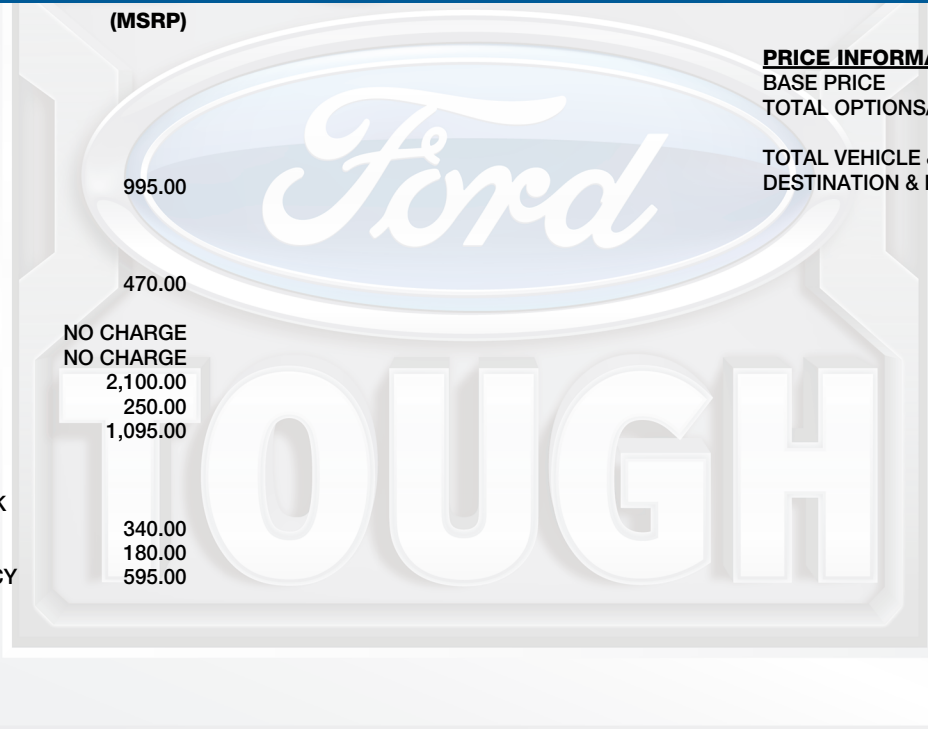 (MSRP)
PRICE INFORMA
BASE PRICE
TOTAL OPTIONS/
TOTAL VEHICLE &
995.00
DESTINATION &
Ford
470.00
NO CHARGE
NO CHARGE
2,100.00
250.00
1,095.00
K
340.00
180.00
CY
595.00
TOUGH